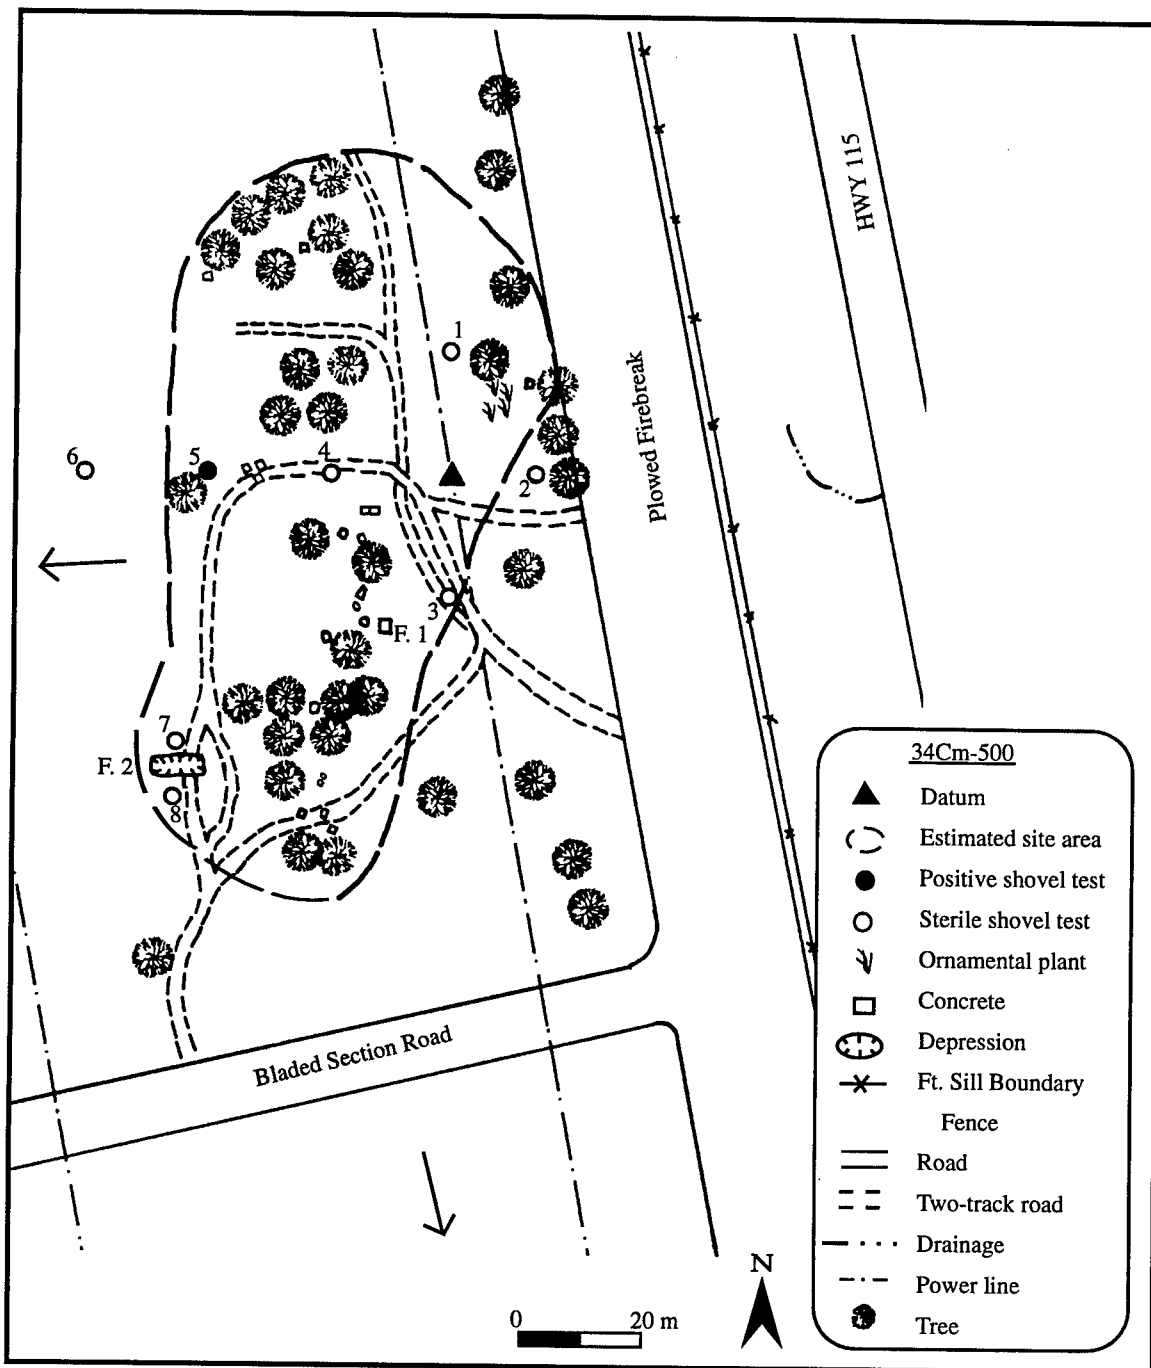 HWY 115
1
Plowed Firebreak
6
5
4
2
3
F. 1
7
F. 2
8
Bladed Section Road
34Cm-500
Datum
Estimated site area
Positive shovel test
Sterile shovel test
Ornamental plant
Concrete
Depression
Ft. Sill Boundary
Fence
Road
Two-track road
Drainage
Power line
Tree
N
0 20 m